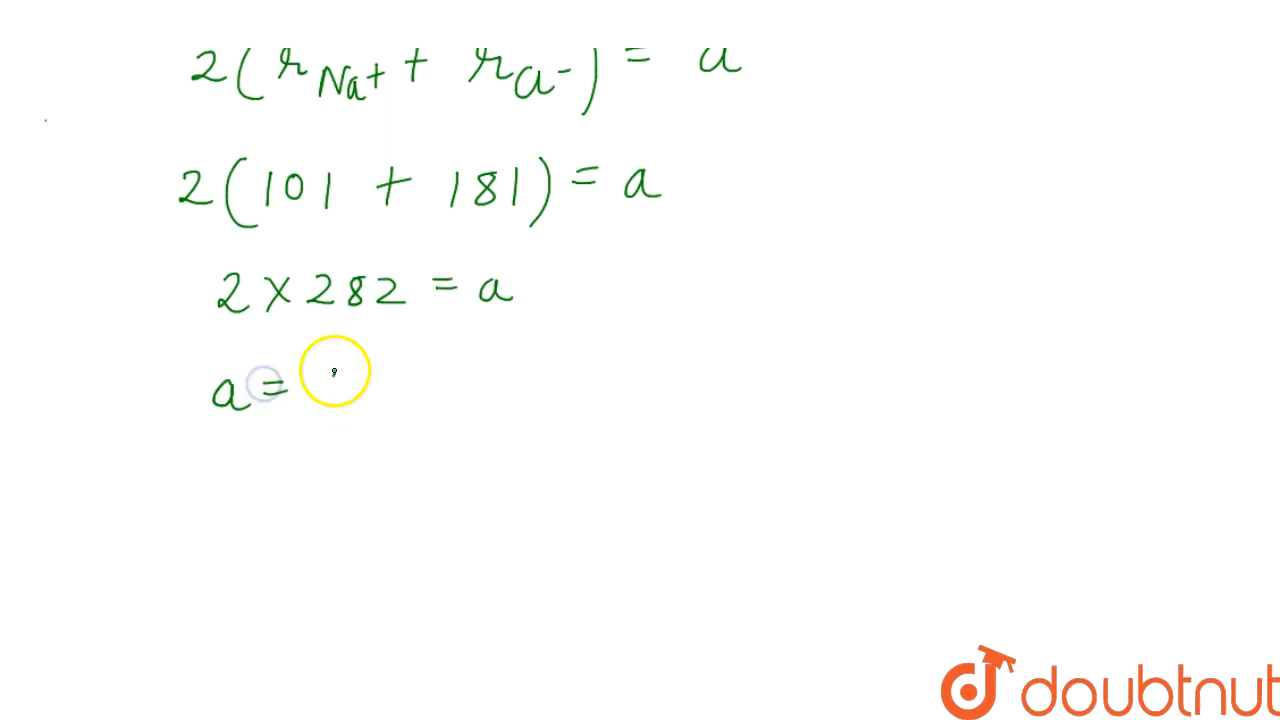 2(rNa+ + rCl-) = a
2(101 + 181) = a
2 × 282 = a
a =
doubtnut